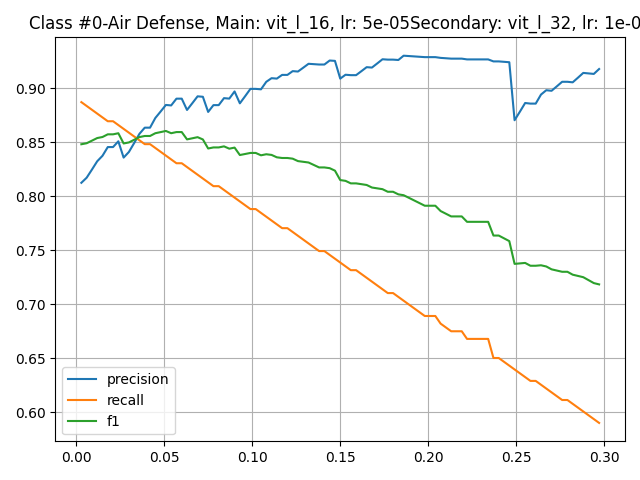 Class #0-Air Defense, Main: vit_l_16, lr: 5e-05Secondary: vit_l_32, lr: 1e-0
0.90
0.85
0.80
0.75
0.70
0.65
0.60
precision
recall
f1
0.00 0.05 0.10 0.15 0.20 0.25 0.30